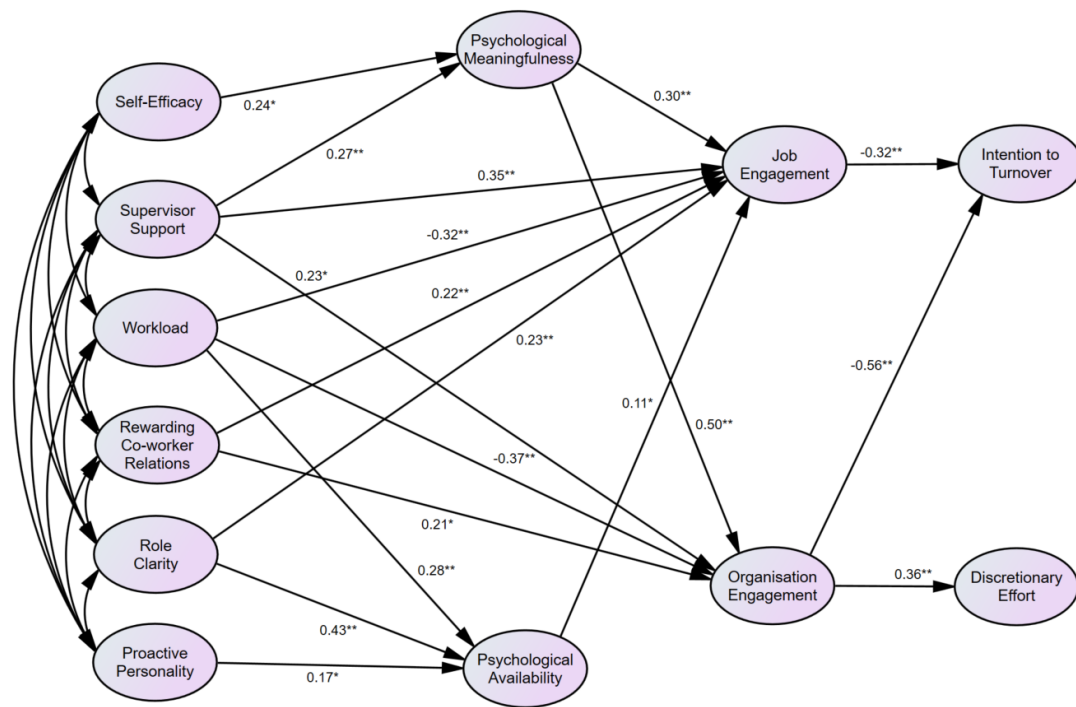 Psychological
Meaningfulness
Self-Efficacy
0.24*
0.30**
0.27**
Job
Engagement
-0.32**
Intention to
Turnover
Supervisor
Support
0.35**
-0.32**
0.23*
0.22**
Workload
0.23**
-0.56**
0.11*
0.50**
Rewarding
Co-worker
Relations
-0.37**
0.21*
Role
Clarity
0.28**
Organisation
Engagement
0.36**
Discretionary
Effort
0.43**
Proactive
Personality
0.17*
Psychological
Availability